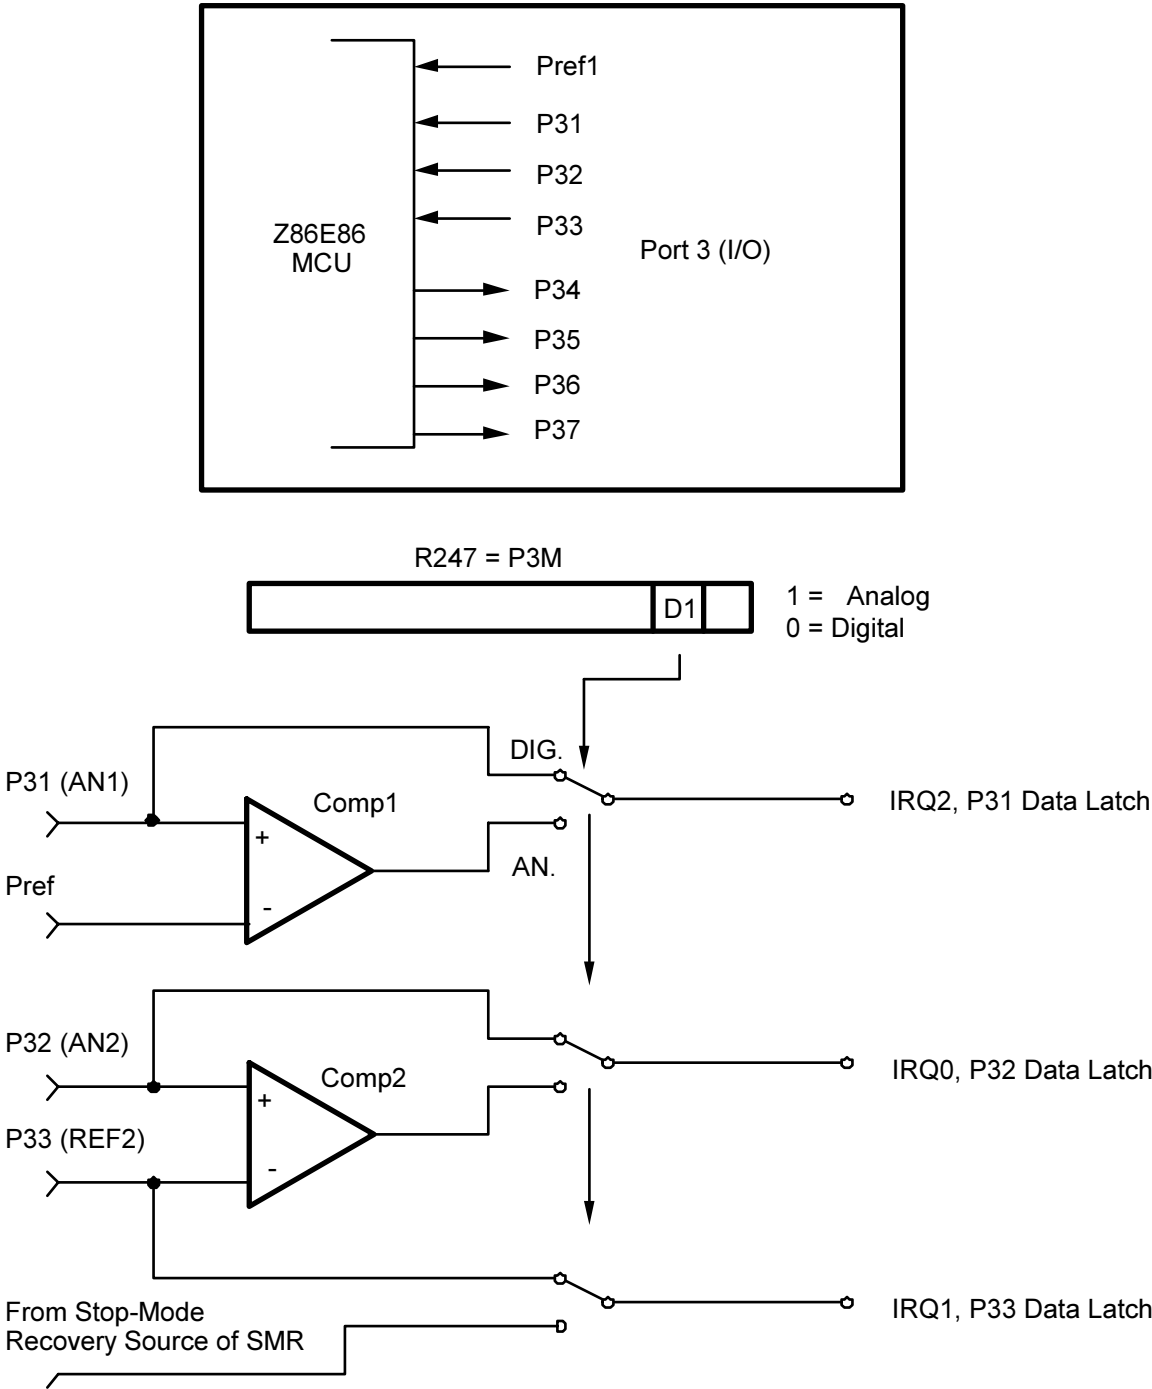 Pref1
P31
P32
P33
Z86E86
MCU
Port 3 (I/O)
P34
P35
P36
P37
R247 = P3M
D1
1 = Analog
0 = Digital
DIG.
P31 (AN1)
Comp1
IRQ2, P31 Data Latch
+
AN.
Pref
-
P32 (AN2)
Comp2
IRQ0, P32 Data Latch
+
P33 (REF2)
-
From Stop-Mode
Recovery Source of SMR
IRQ1, P33 Data Latch